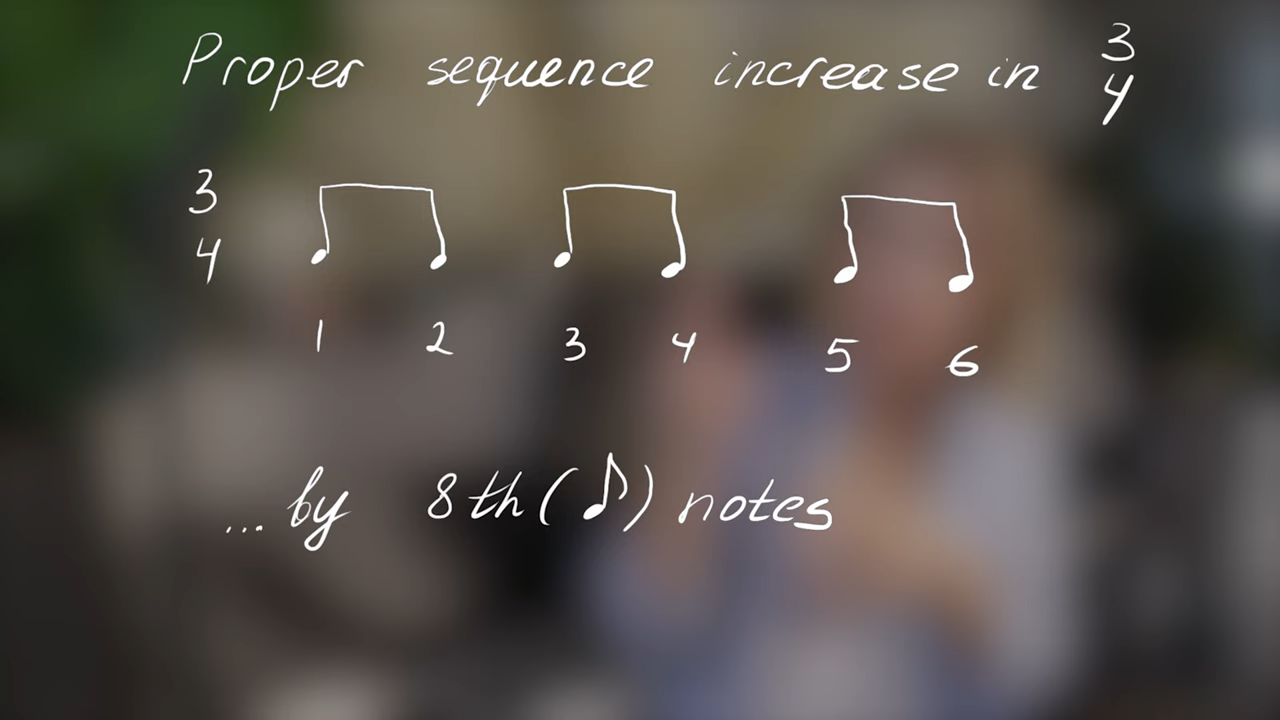 Proper sequence increase in 3/4
3/4
1 2 3 4 5 6
... by 8th (♪) notes